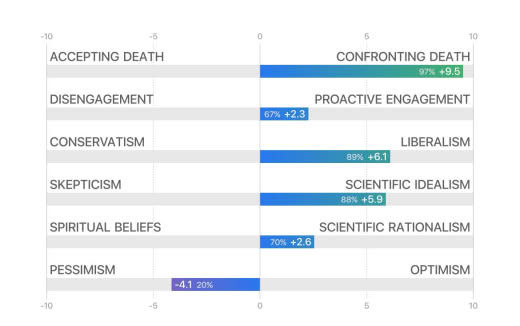 -10 -5 0 5 10
ACCEPTING DEATH CONFRONTING DEATH
97% +9.5
DISENGAGEMENT PROACTIVE ENGAGEMENT
67% +2.3
CONSERVATISM LIBERALISM
89% +6.1
SKEPTICISM SCIENTIFIC IDEALISM
88% +5.9
SPIRITUAL BELIEFS SCIENTIFIC RATIONALISM
70% +2.6
PESSIMISM OPTIMISM
-4.1 20%
-10 -5 0 5 10